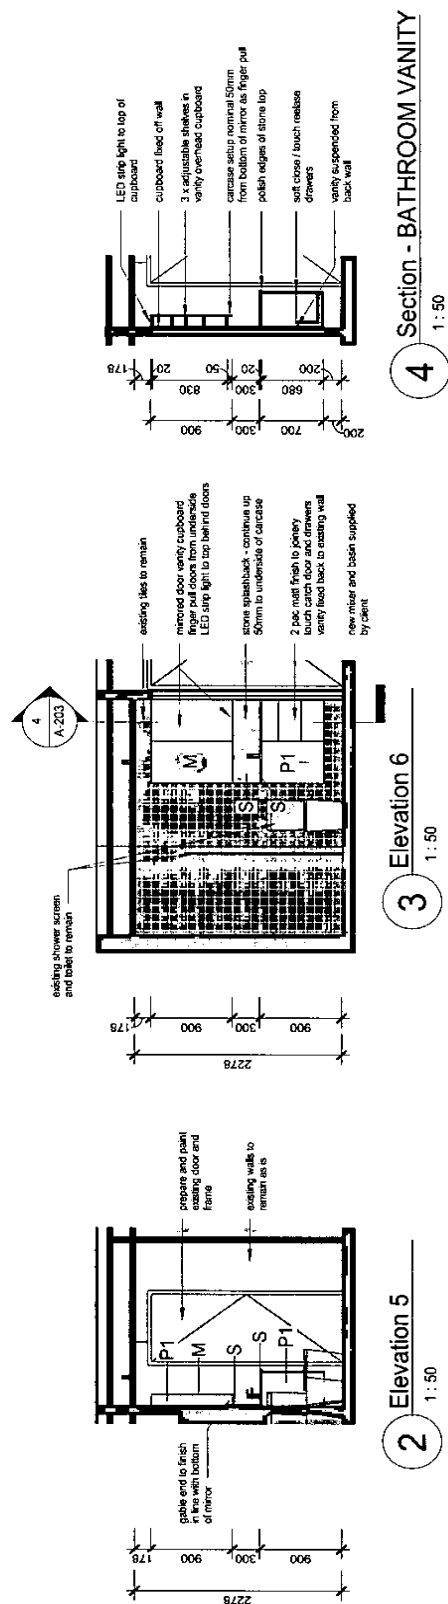 gable end to finish
in line with bottom
of mirror
prepare and paint
existing door and
frame
existing walls to
remain as is
P1
M
S
S
P1
178
900
300
900
2278
2
Elevation 5
1 : 50
existing shower screen
and toilet to remain
4
A-203
existing tiles to remain
mirrored door vanity cupboard
finger pull doors from underside
LED strip light to top behind doors
stone splashback - continue up
50mm to underside of carcase
2 pac matt finish to joinery
touch catch door and drawers
vanity fixed back to existing wall
new mixer and basin supplied
by client
M
S
S
P1
178
900
300
900
2278
3
Elevation 6
1 : 50
LED strip light to top of
cupboard
cupboard fixed off wall
3 x adjustable shelves in
vanity overhead cupboard
carcase setup nominal 50mm
from bottom of mirror as finger pull
polish edges of stone top
soft close / touch reelase
drawers
vanity suspended from
back wall
178
20
830
50
300
20
680
200
900
300
700
200
4
Section - BATHROOM VANITY
1 : 50